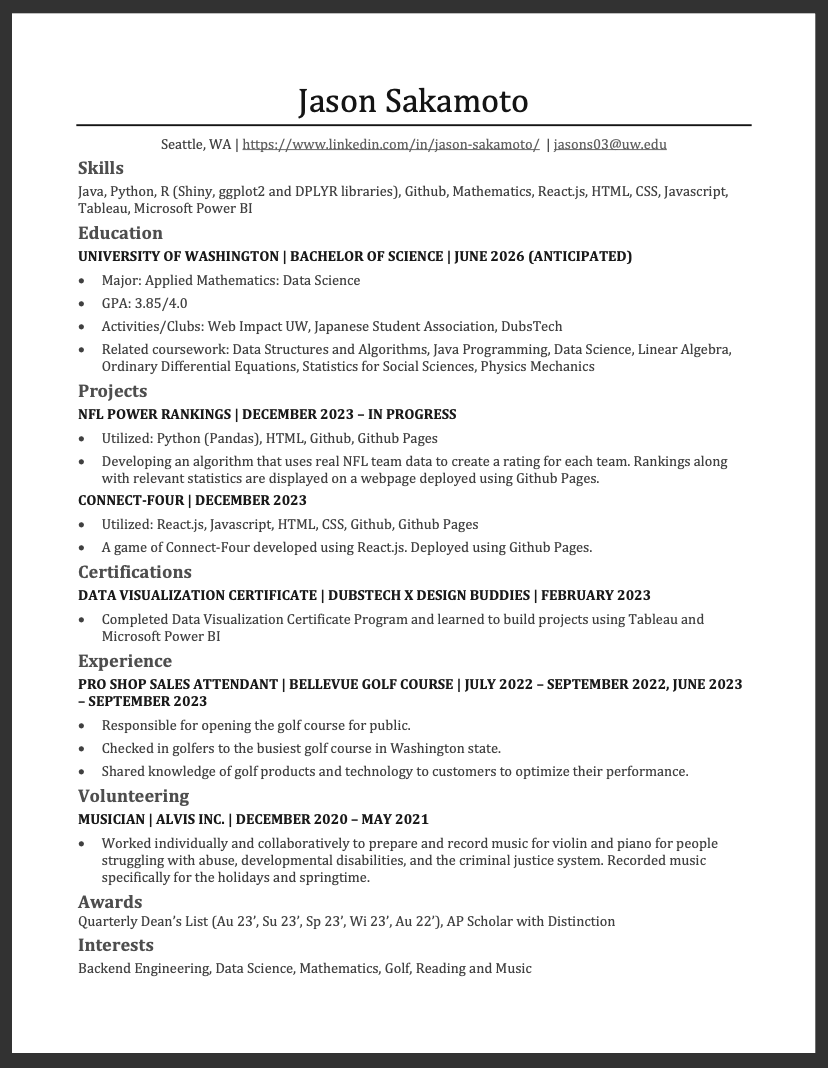 Jason Sakamoto
Seattle, WA | https://www.linkedin.com/in/jason-sakamoto/ | jasons03@uw.edu
Skills
Java, Python, R (Shiny, ggplot2 and DPLYR libraries), Github, Mathematics, React.js, HTML, CSS, Javascript,
Tableau, Microsoft Power BI
Education
UNIVERSITY OF WASHINGTON | BACHELOR OF SCIENCE | JUNE 2026 (ANTICIPATED)
• Major: Applied Mathematics: Data Science
• GPA: 3.85/4.0
• Activities/Clubs: Web Impact UW, Japanese Student Association, DubsTech
• Related coursework: Data Structures and Algorithms, Java Programming, Data Science, Linear Algebra,
Ordinary Differential Equations, Statistics for Social Sciences, Physics Mechanics
Projects
NFL POWER RANKINGS | DECEMBER 2023 – IN PROGRESS
• Utilized: Python (Pandas), HTML, Github, Github Pages
• Developing an algorithm that uses real NFL team data to create a rating for each team. Rankings along
with relevant statistics are displayed on a webpage deployed using Github Pages.
CONNECT-FOUR | DECEMBER 2023
• Utilized: React.js, Javascript, HTML, CSS, Github, Github Pages
• A game of Connect-Four developed using React.js. Deployed using Github Pages.
Certifications
DATA VISUALIZATION CERTIFICATE | DUBSTECH X DESIGN BUDDIES | FEBRUARY 2023
• Completed Data Visualization Certificate Program and learned to build projects using Tableau and
Microsoft Power BI
Experience
PRO SHOP SALES ATTENDANT | BELLEVUE GOLF COURSE | JULY 2022 – SEPTEMBER 2022, JUNE 2023
– SEPTEMBER 2023
• Responsible for opening the golf course for public.
• Checked in golfers to the busiest golf course in Washington state.
• Shared knowledge of golf products and technology to customers to optimize their performance.
Volunteering
MUSICIAN | ALVIS INC. | DECEMBER 2020 – MAY 2021
• Worked individually and collaboratively to prepare and record music for violin and piano for people
struggling with abuse, developmental disabilities, and the criminal justice system. Recorded music
specifically for the holidays and springtime.
Awards
Quarterly Dean’s List (Au 23’, Su 23’, Sp 23’, Wi 23’, Au 22’), AP Scholar with Distinction
Interests
Backend Engineering, Data Science, Mathematics, Golf, Reading and Music